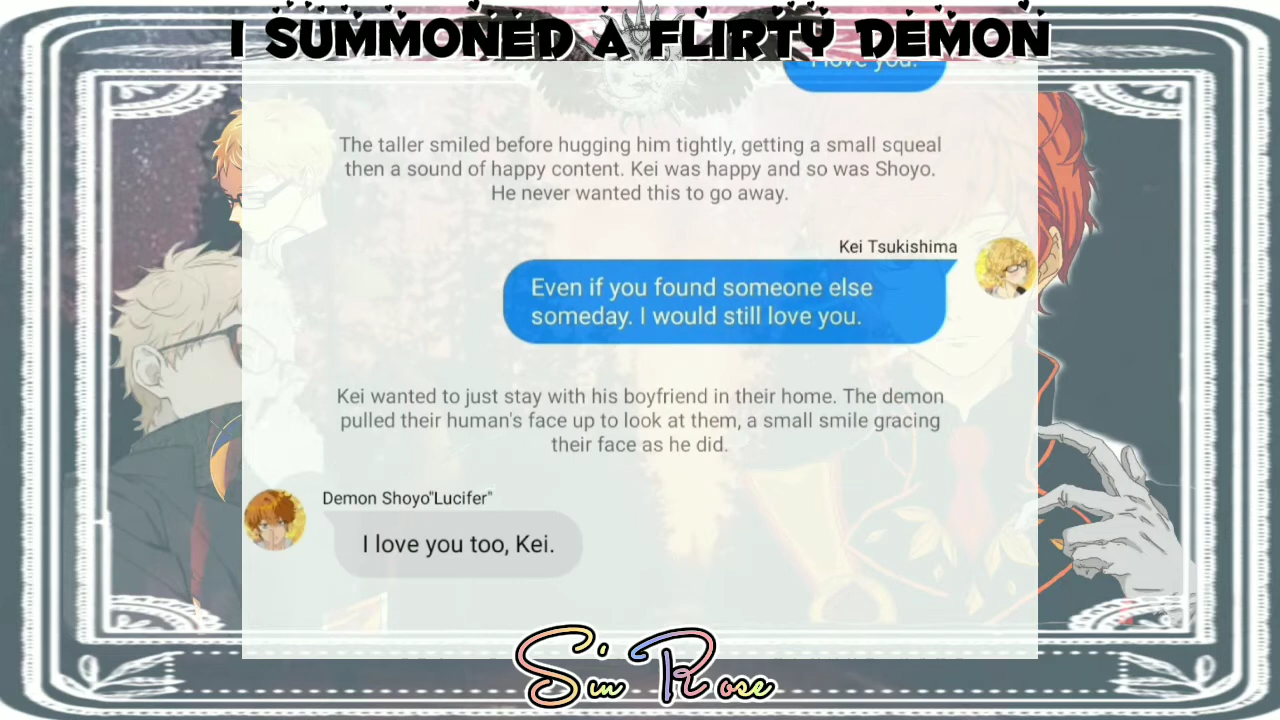 I SUMMONED A FLIRTY DEMON
I love you.
The taller smiled before hugging him tightly, getting a small squeal
then a sound of happy content. Kei was happy and so was Shoyo.
He never wanted this to go away.
Kei Tsukishima
Even if you found someone else
someday. I would still love you.
Kei wanted to just stay with his boyfriend in their home. The demon
pulled their human's face up to look at them, a small smile gracing
their face as he did.
Demon Shoyo"Lucifer"
I love you too, Kei.
Sin Rose